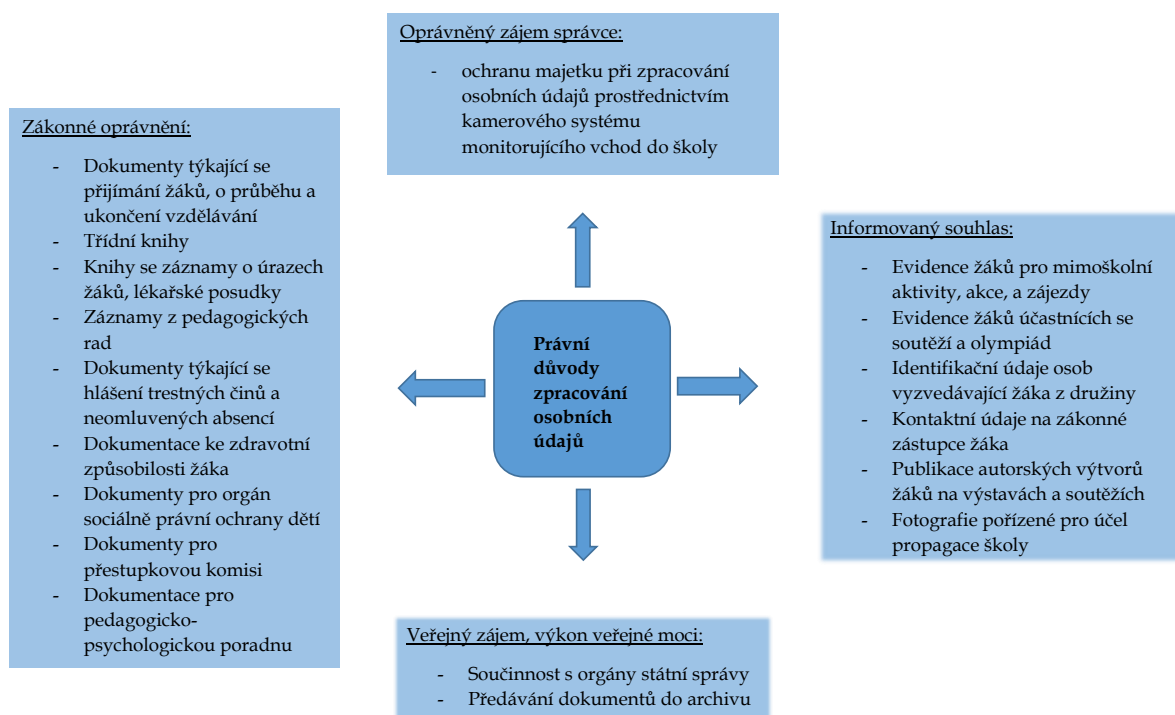 Oprávněný zájem správce:
- ochranu majetku při zpracování
osobních údajů prostřednictvím
kamerového systému
monitorujícího vchod do školy
Zákonné oprávnění:
- Dokumenty týkající se
přijímání žáků, o průběhu a
ukončení vzdělávání
- Třídní knihy
- Knihy se záznamy o úrazech
žáků, lékařské posudky
- Záznamy z pedagogických
rad
- Dokumenty týkající se
hlášení trestných činů a
neomluvených absencí
- Dokumentace ke zdravotní
způsobilosti žáka
- Dokumenty pro orgán
sociálně právní ochrany dětí
- Dokumenty pro
přestupkovou komisi
- Dokumentace pro
pedagogicko-
psychologickou poradnu
Právní
důvody
zpracování
osobních
údajů
Informovaný souhlas:
- Evidence žáků pro mimoškolní
aktivity, akce, a zájezdy
- Evidence žáků účastnících se
soutěží a olympiád
- Identifikační údaje osob
vyzvedávající žáka z družiny
- Kontaktní údaje na zákonné
zástupce žáka
- Publikace autorských výtvorů
žáků na výstavách a soutěžích
- Fotografie pořízené pro účel
propagace školy
Veřejný zájem, výkon veřejné moci:
- Součinnost s orgány státní správy
- Předávání dokumentů do archivu